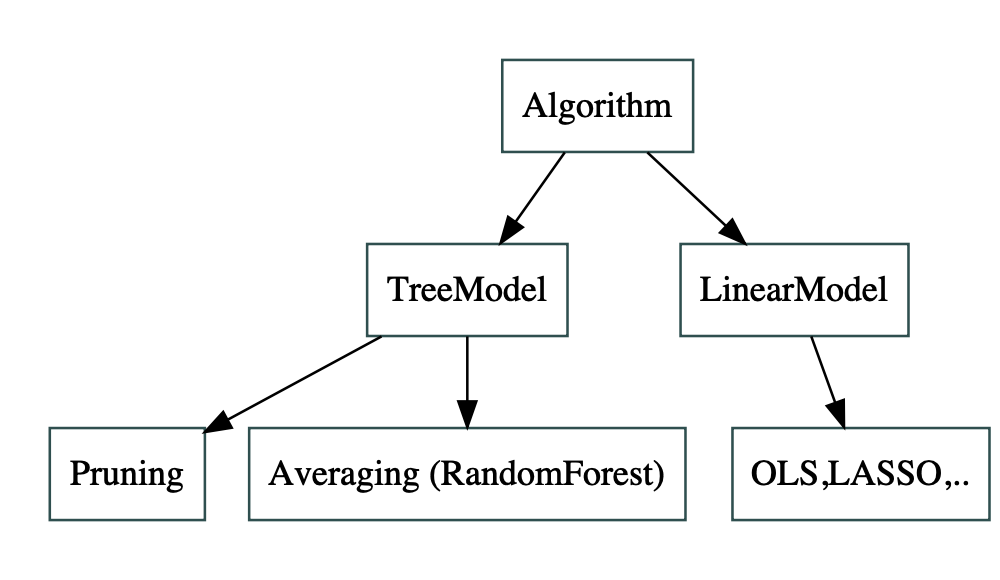 Algorithm
TreeModel
LinearModel
Pruning
Averaging (RandomForest)
OLS,LASSO,..